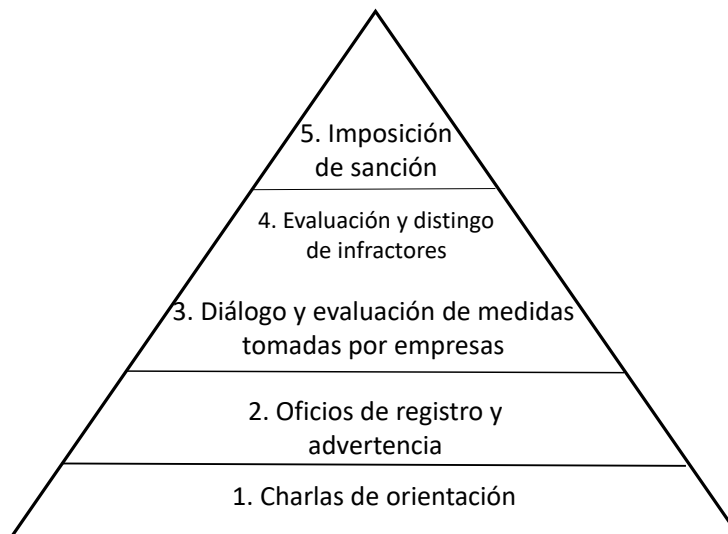 5. Imposición
de sanción
4. Evaluación y distingo
de infractores
3. Diálogo y evaluación de medidas
tomadas por empresas
2. Oficios de registro y
advertencia
1. Charlas de orientación